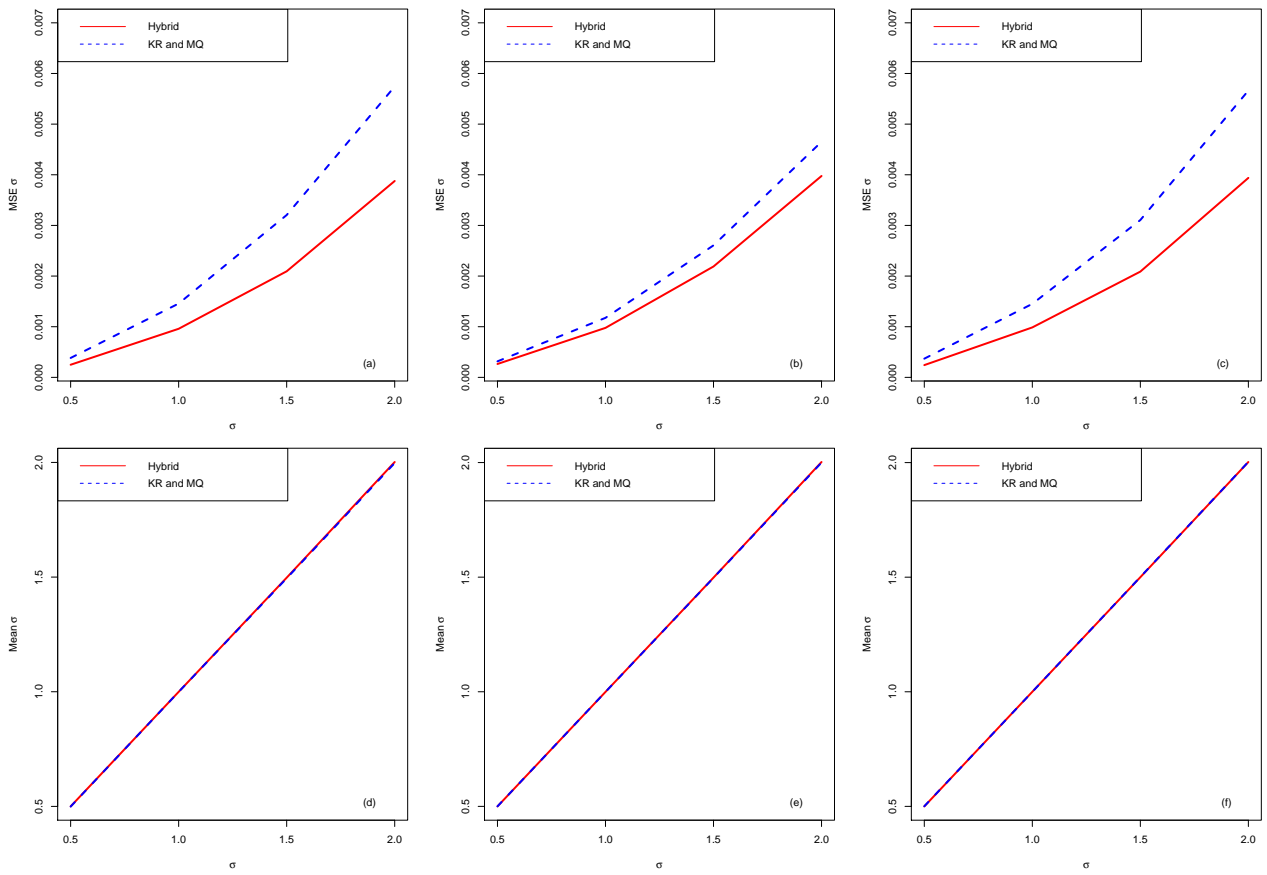 Hybrid
KR and MQ
0.007
0.006
0.005
0.004
0.003
0.002
0.001
0.000
MSE σ
(a)
0.5 1.0 1.5 2.0
σ
Hybrid
KR and MQ
0.007
0.006
0.005
0.004
0.003
0.002
0.001
0.000
MSE σ
(b)
0.5 1.0 1.5 2.0
σ
Hybrid
KR and MQ
0.007
0.006
0.005
0.004
0.003
0.002
0.001
0.000
MSE σ
(c)
0.5 1.0 1.5 2.0
σ
Hybrid
KR and MQ
2.0
1.5
1.0
0.5
Mean σ
(d)
0.5 1.0 1.5 2.0
σ
Hybrid
KR and MQ
2.0
1.5
1.0
0.5
Mean σ
(e)
0.5 1.0 1.5 2.0
σ
Hybrid
KR and MQ
2.0
1.5
1.0
0.5
Mean σ
(f)
0.5 1.0 1.5 2.0
σ